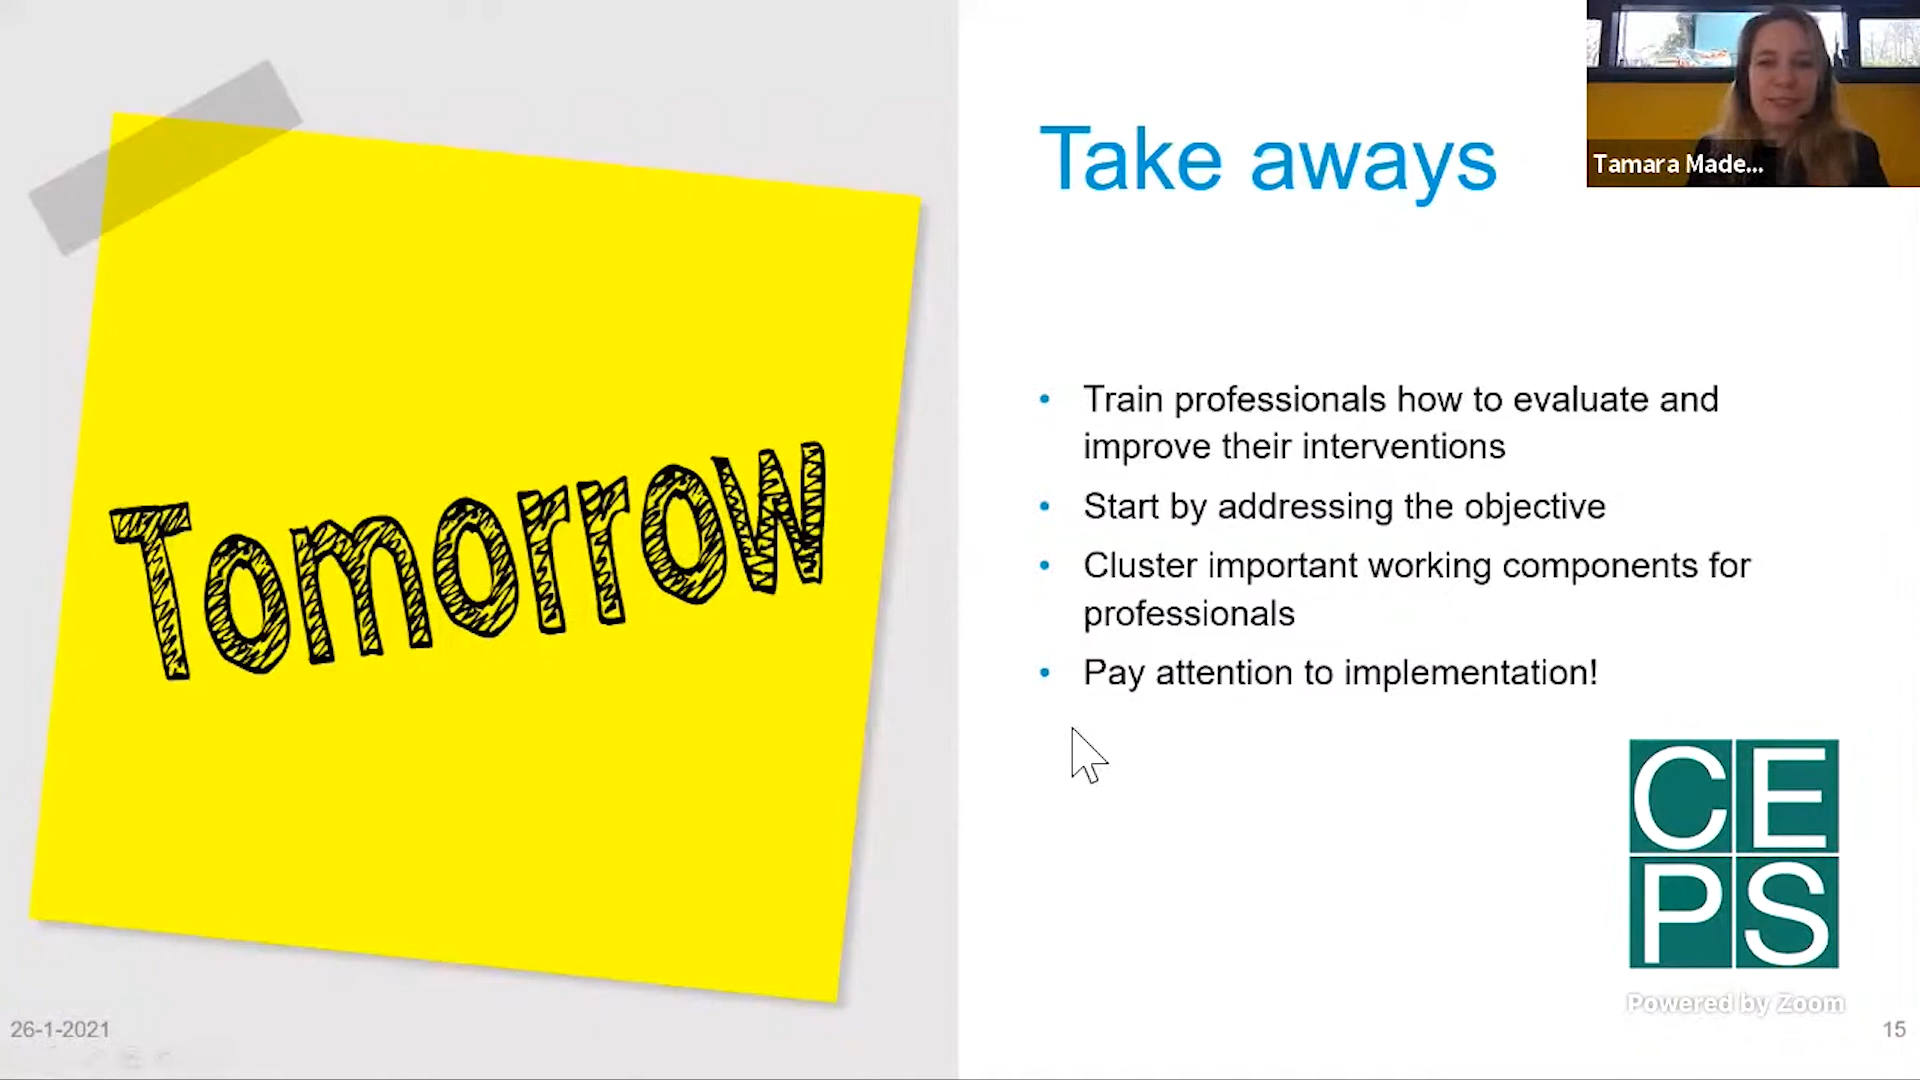 Tomorrow
Take aways
Tamara Made...
• Train professionals how to evaluate and
improve their interventions
• Start by addressing the objective
• Cluster important working components for
professionals
• Pay attention to implementation!
CE
PS
Powered by Zoom
26-1-2021
15